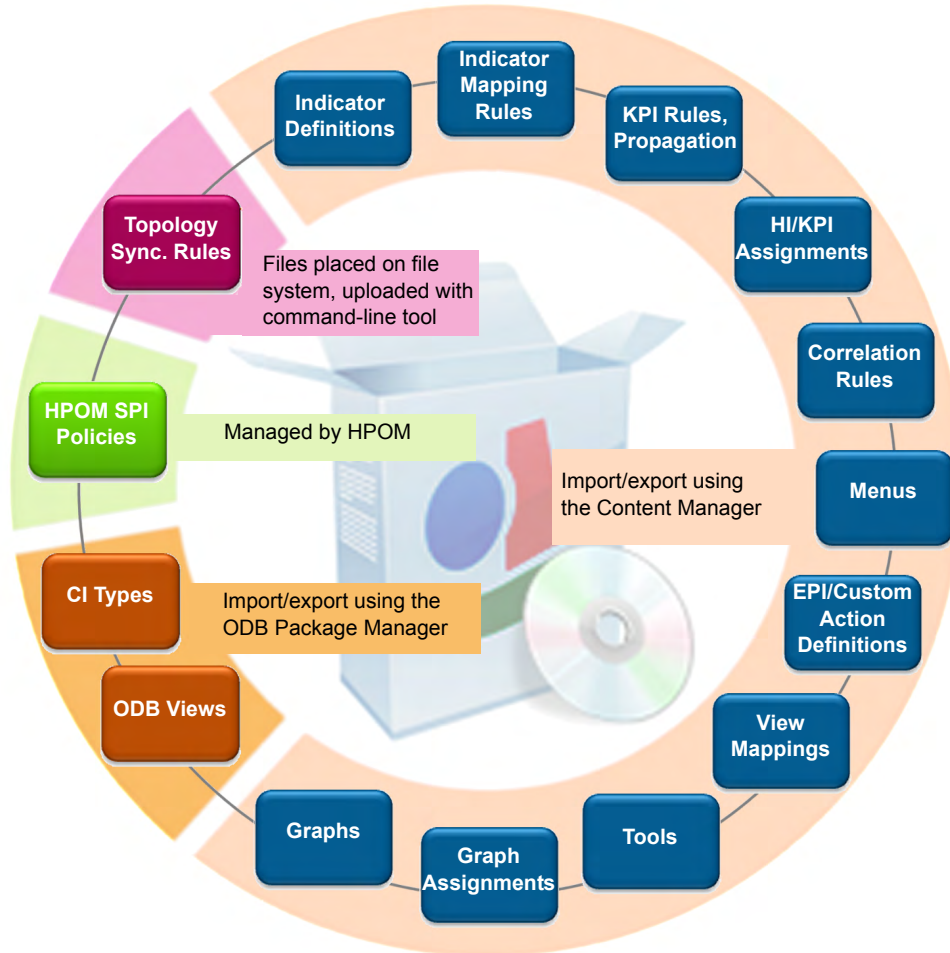 Indicator
Mapping
Rules
Indicator
Definitions
KPI Rules,
Propagation
Topology
Sync. Rules
HI/KPI
Assignments
Files placed on file
system, uploaded with
command-line tool
Correlation
Rules
HPOM SPI
Policies
Managed by HPOM
Import/export using
the Content Manager
Menus
CI Types
Import/export using the
ODB Package Manager
EPI/Custom
Action
Definitions
ODB Views
View
Mappings
Graphs
Graph
Assignments
Tools